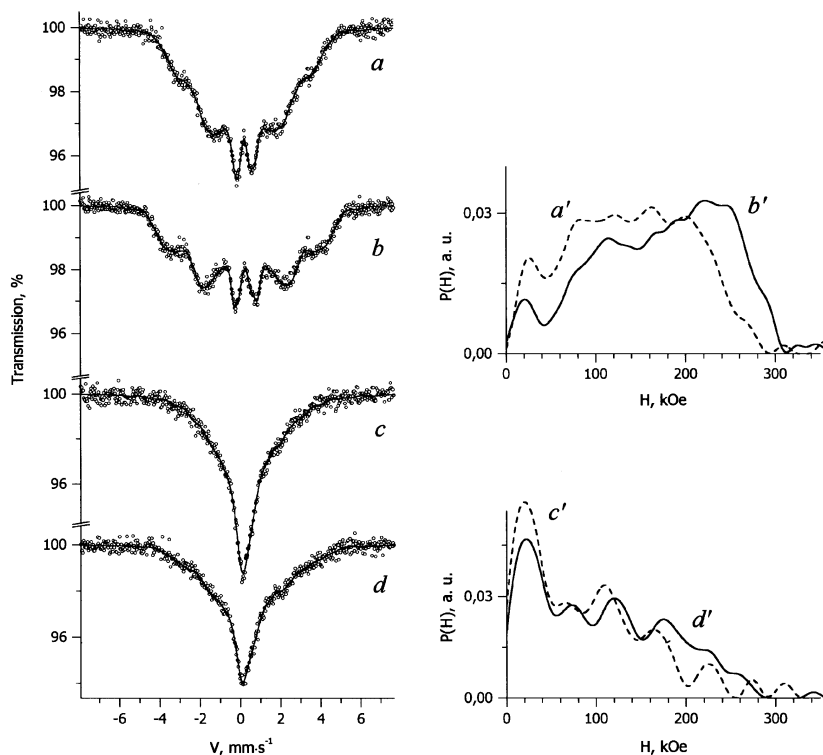 100
98
96
a
100
98
96
b
Transmission, %
100
96
c
100
96
d
-6 -4 -2 0 2 4 6
V, mm·s⁻¹
0,03
0,00
P(H), a. u.
a' b'
0 100 200 300
H, kOe
0,03
0,00
P(H), a. u.
c'
d'
0 100 200 300
H, kOe